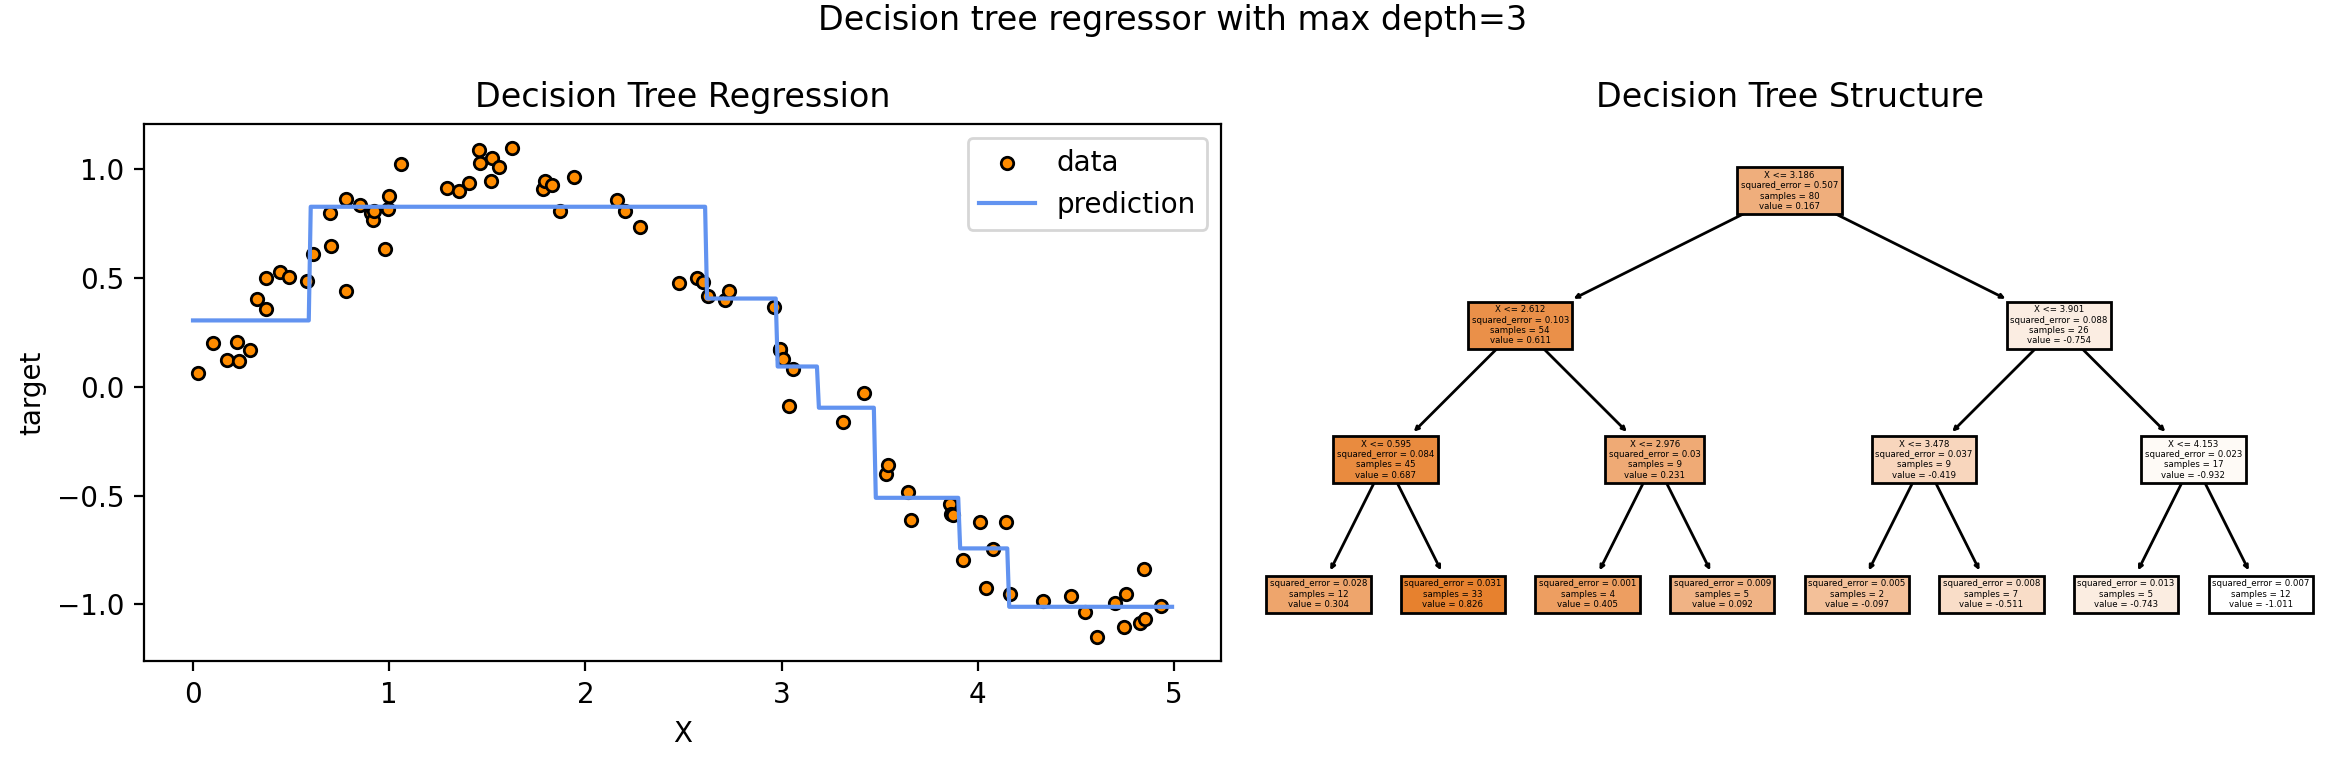 Decision tree regressor with max depth=3
Decision Tree Regression
data
prediction
1.0
0.5
0.0
−0.5
−1.0
target
0 1 2 3 4 5
X
Decision Tree Structure
X <= 3.186
squared_error = 0.507
samples = 80
value = 0.167
X <= 2.612
squared_error = 0.103
samples = 54
value = 0.611
X <= 3.901
squared_error = 0.088
samples = 26
value = -0.754
X <= 0.595
squared_error = 0.084
samples = 45
value = 0.687
X <= 2.976
squared_error = 0.03
samples = 9
value = 0.231
X <= 3.478
squared_error = 0.037
samples = 9
value = -0.419
X <= 4.153
squared_error = 0.023
samples = 17
value = -0.932
squared_error = 0.028
samples = 12
value = 0.304
squared_error = 0.031
samples = 33
value = 0.826
squared_error = 0.001
samples = 4
value = 0.405
squared_error = 0.009
samples = 5
value = 0.092
squared_error = 0.005
samples = 2
value = -0.097
squared_error = 0.008
samples = 7
value = -0.511
squared_error = 0.013
samples = 5
value = -0.743
squared_error = 0.007
samples = 12
value = -1.011